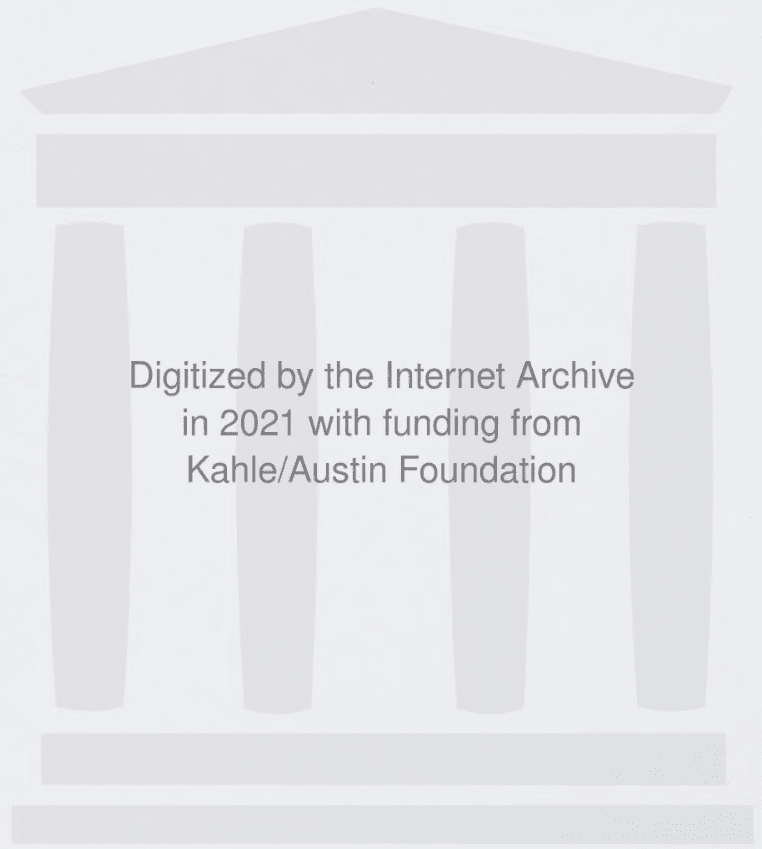 Digitized by the Internet Archive
in 2021 with funding from
Kahle/Austin Foundation